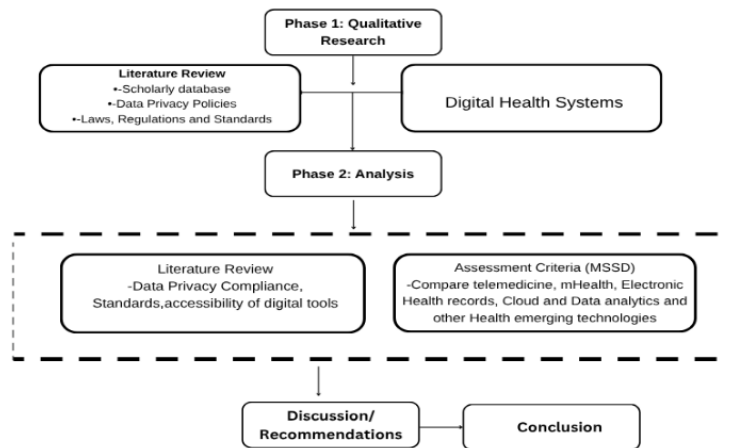 Phase 1: Qualitative
Research
Literature Review
•-Scholarly database
•-Data Privacy Policies
•-Laws, Regulations and Standards
Digital Health Systems
Phase 2: Analysis
Literature Review
-Data Privacy Compliance,
Standards,accessibility of digital tools
Assessment Criteria (MSSD)
-Compare telemedicine, mHealth, Electronic
Health records, Cloud and Data analytics and
other Health emerging technologies
Discussion/
Recommendations
Conclusion